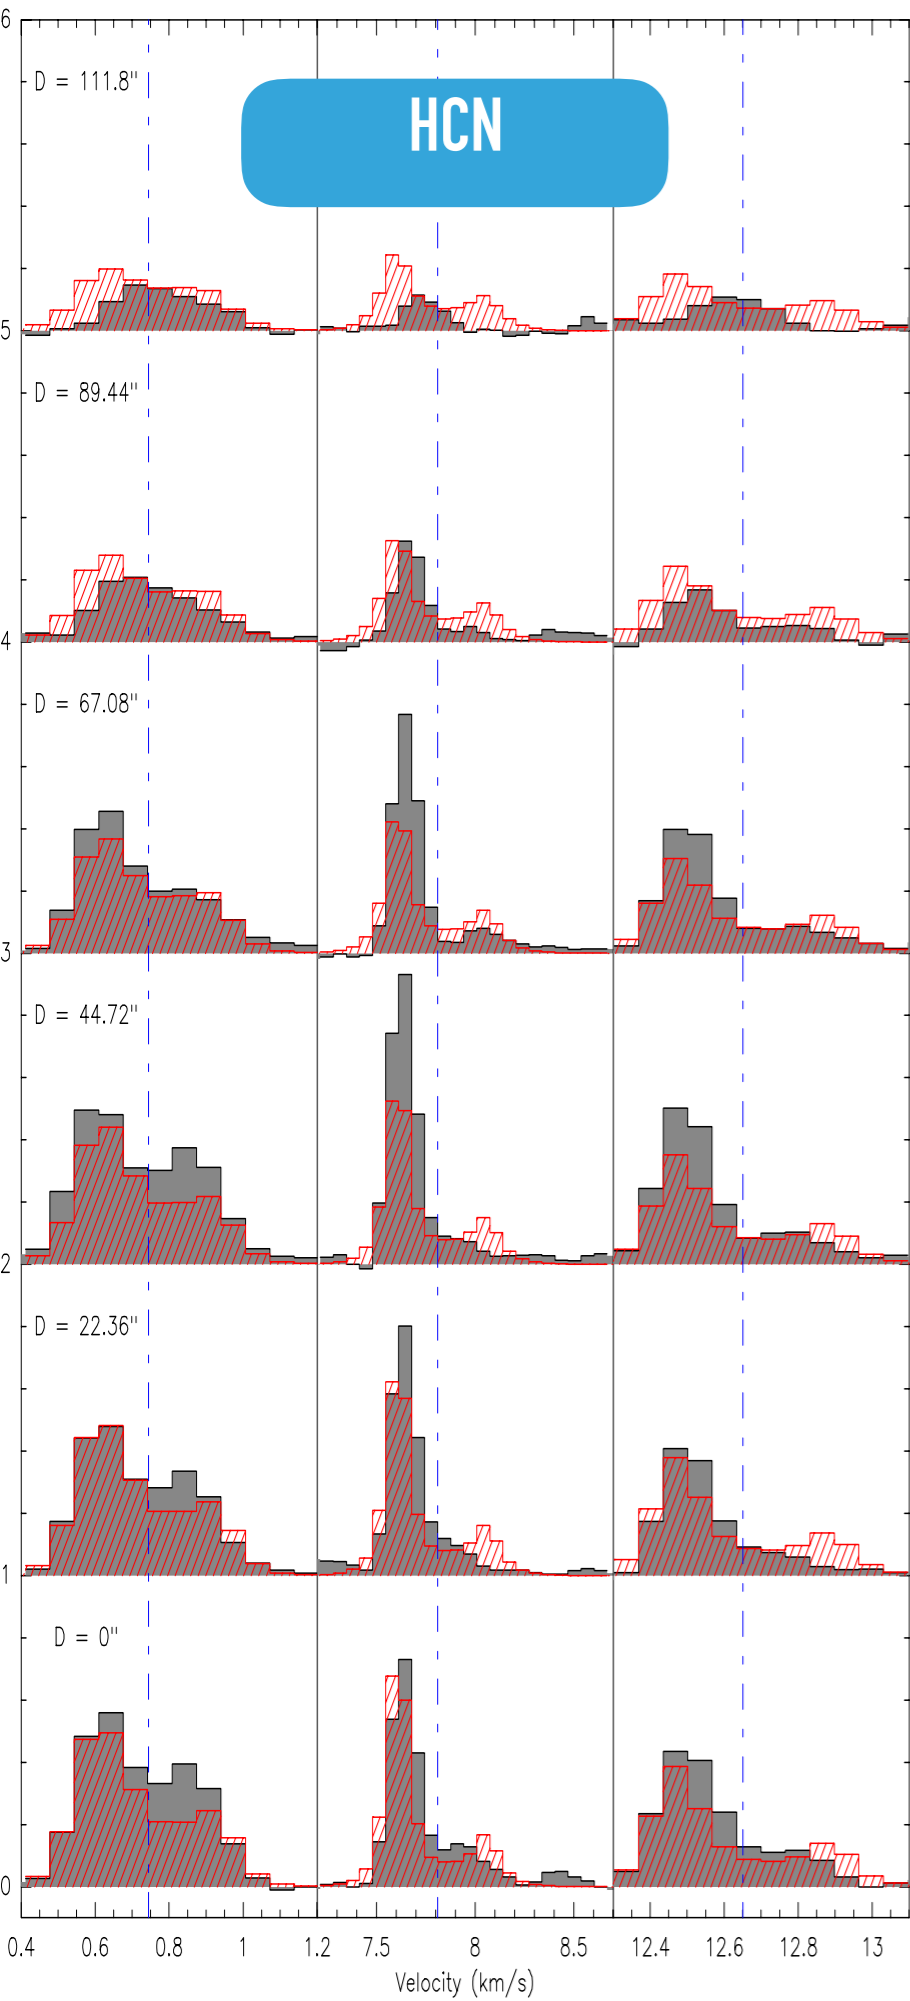 6
D = 111.8"
HCN
5
D = 89.44"
4
D = 67.08"
3
D = 44.72"
2
D = 22.36"
1
D = 0"
0
0.4 0.6 0.8 1 1.2 7.5 8 8.5 12.4 12.6 12.8 13
Velocity (km/s)